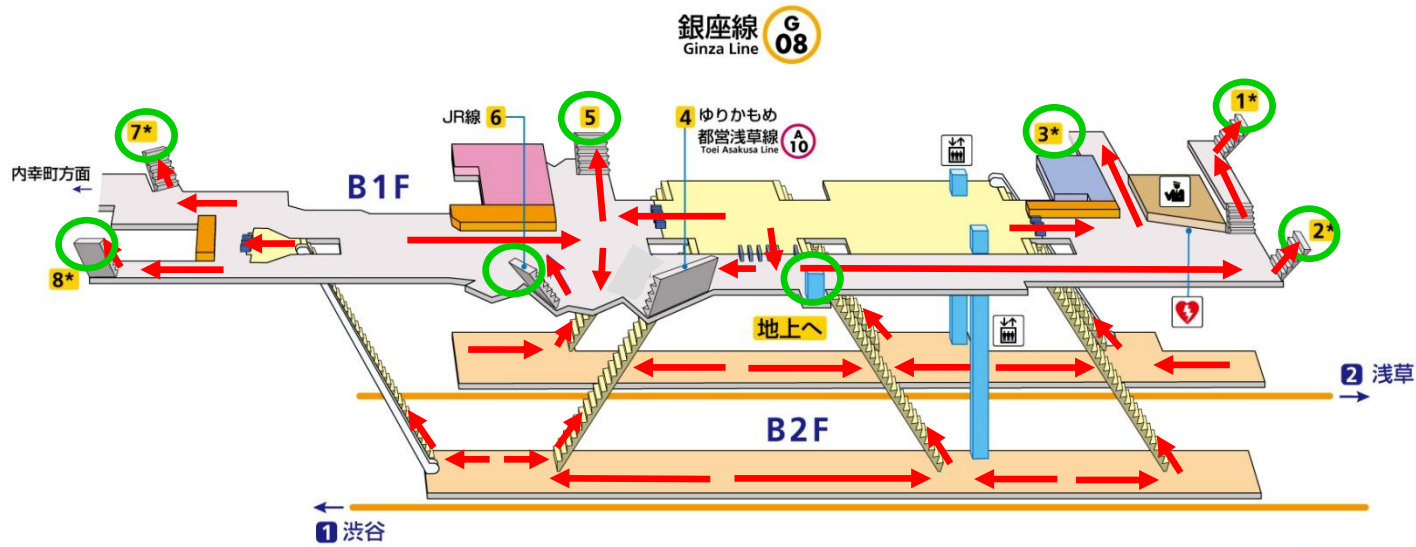 銀座線
Ginza Line
G
08
7*
内幸町方面
←
8*
B1F
JR線 6
5
4 ゆりかもめ
都営浅草線
Toei Asakusa Line
A
10
3*
1*
2*
地上へ
B2F
2 浅草
→
←
1 渋谷